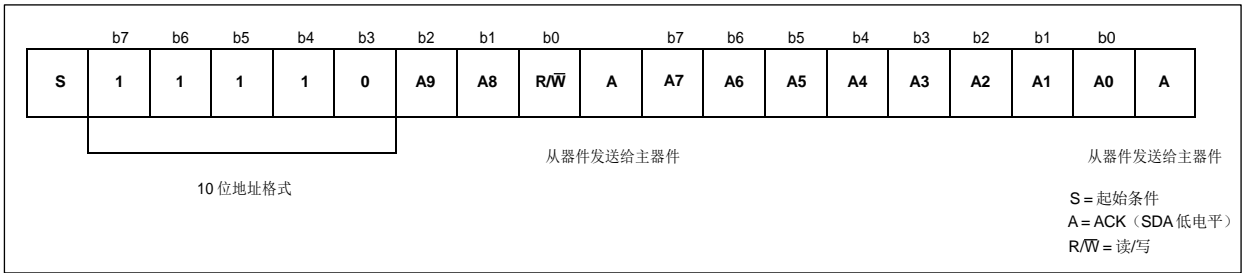 b7 b6 b5 b4 b3 b2 b1 b0 b7 b6 b5 b4 b3 b2 b1 b0
S 1 1 1 1 0 A9 A8 R/W̅ A A7 A6 A5 A4 A3 A2 A1 A0 A
从器件发送给主器件 从器件发送给主器件
10 位地址格式
S = 起始条件
A = ACK（SDA 低电平）
R/W̅ = 读/写